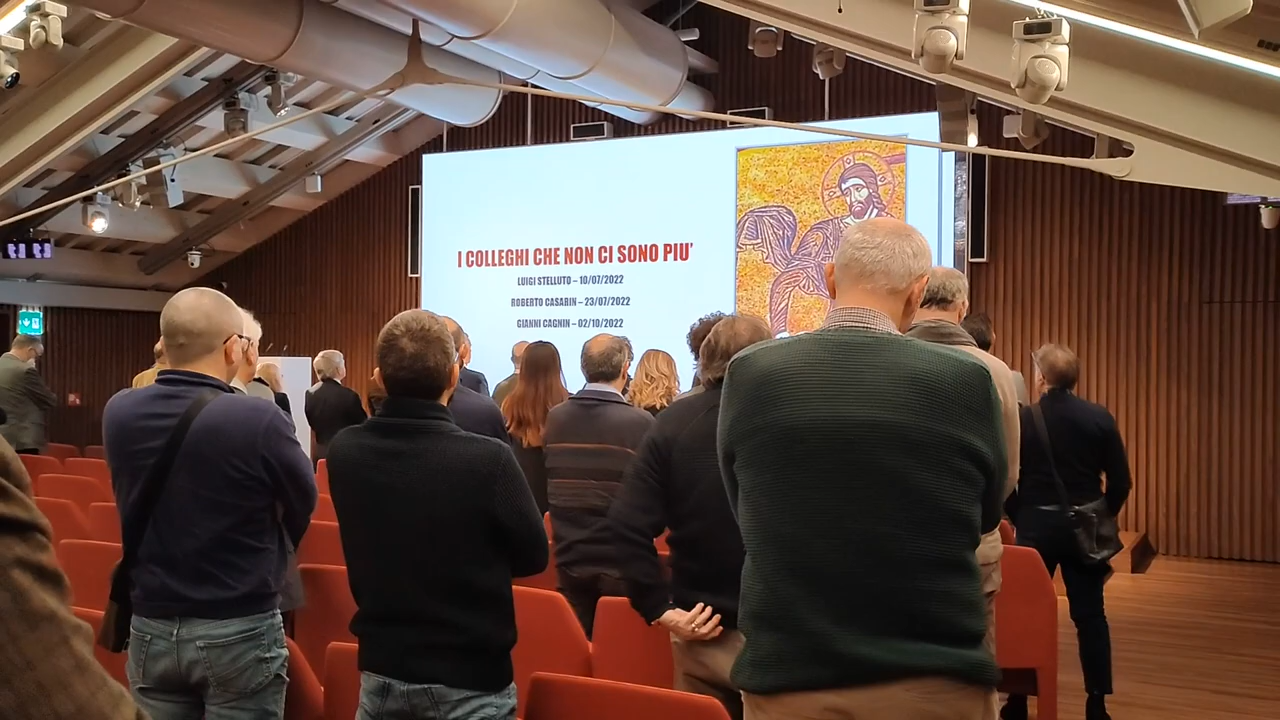 I COLLEGHI CHE NON CI SONO PIU'
LUIGI STELLUTO – 10/07/2022
ROBERTO CASARIN – 23/07/2022
GIANNI CAGNIN – 02/10/2022